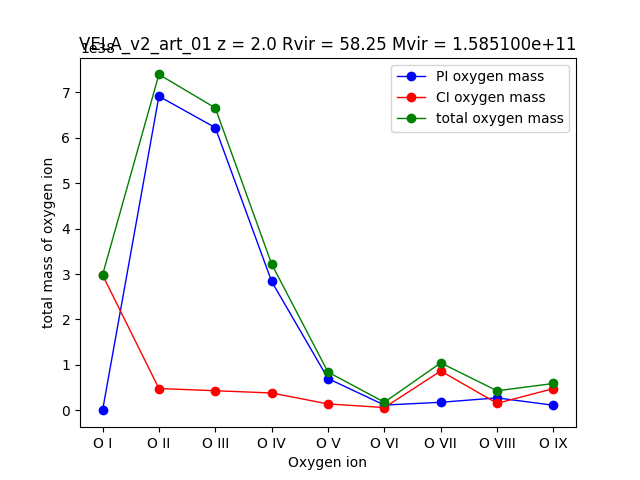 VELA_v2_art_01 z = 2.0 Rvir = 58.25 Mvir = 1.585100e+11
1e38
PI oxygen mass
CI oxygen mass
total oxygen mass
total mass of oxygen ion
7
6
5
4
3
2
1
0
O I O II O III O IV O V O VI O VII O VIII O IX
Oxygen ion